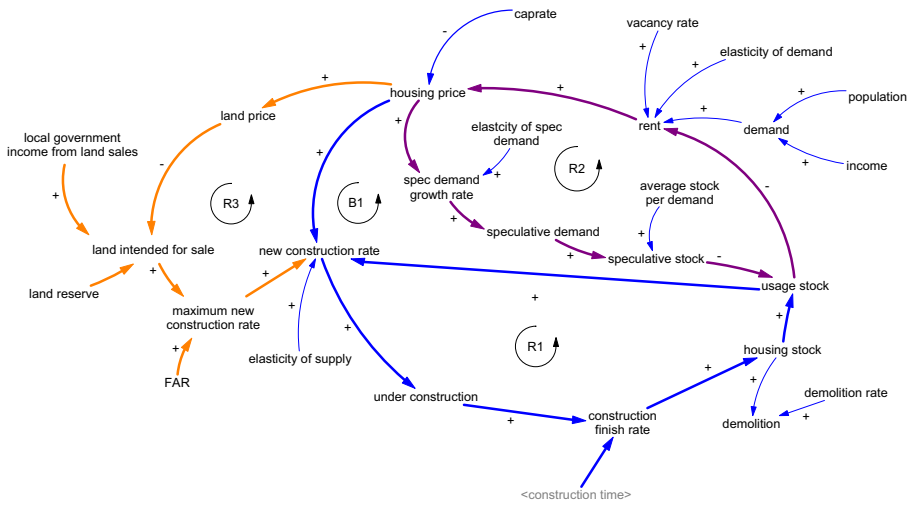 caprate
-
vacancy rate
+
elasticity of demand
+
population
+
housing price
+
+
land price
+
rent
+
demand
income
+
local government
income from land sales
+
-
+
+
elastcity of spec
demand
+
spec demand
growth rate
R2
average stock
per demand
-
R3
B1
+
speculative demand
+
+
speculative stock
-
land intended for sale
new construction rate
usage stock
land reserve
+
+
+
maximum new
construction rate
+
+
+
+
R1
+
FAR
elasticity of supply
housing stock
+
+
demolition rate
+
under construction
+
construction
finish rate
demolition
<construction time>